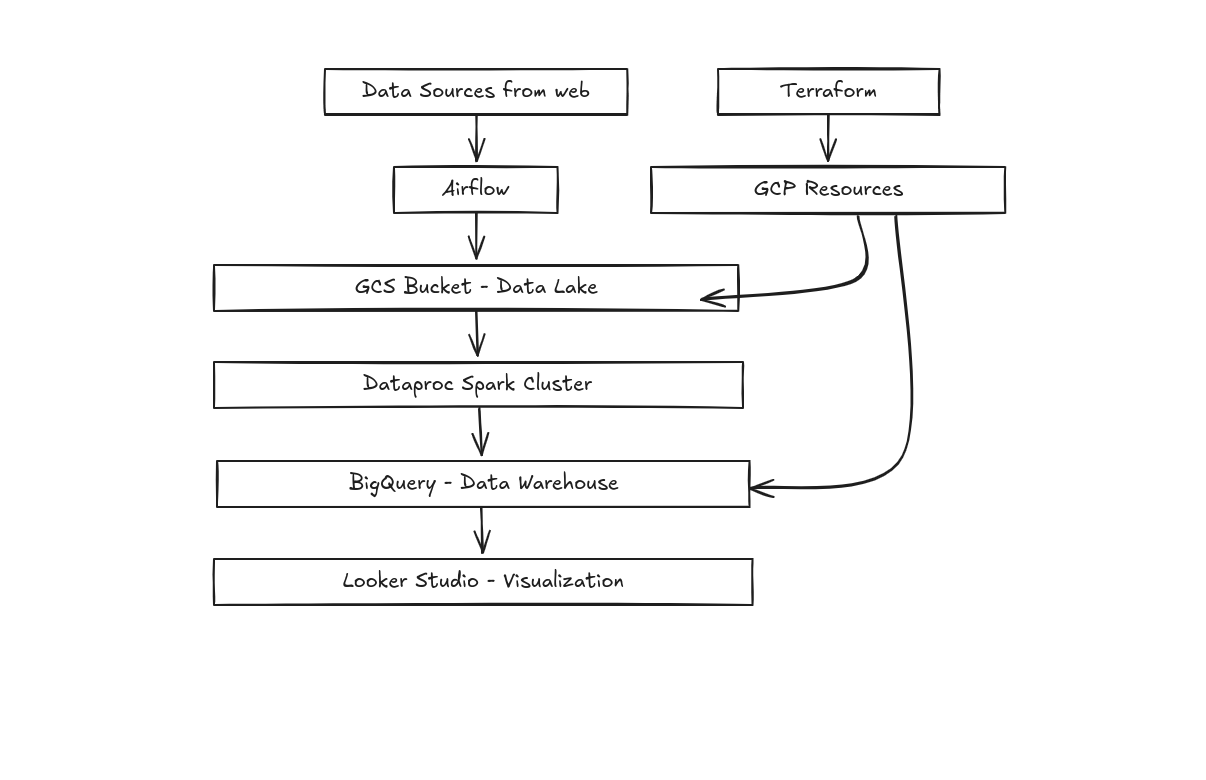 Data Sources from web
Terraform
Airflow
GCP Resources
GCS Bucket - Data Lake
Dataproc Spark Cluster
BigQuery - Data Warehouse
Looker Studio - Visualization